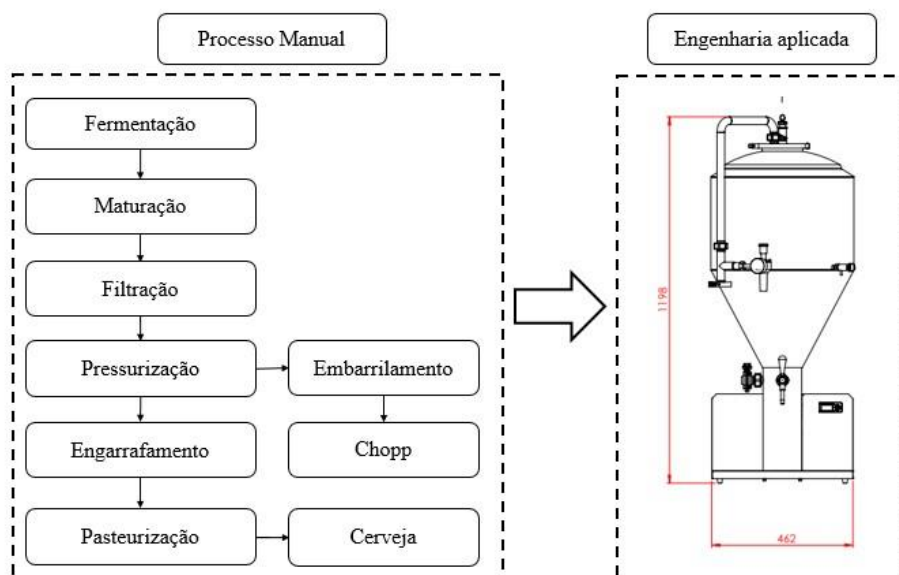 Processo Manual
Engenharia aplicada
Fermentação
Maturação
Filtração
Pressurização
Embarrilamento
Engarrafamento
Chopp
Pasteurização
Cerveja
1198
462